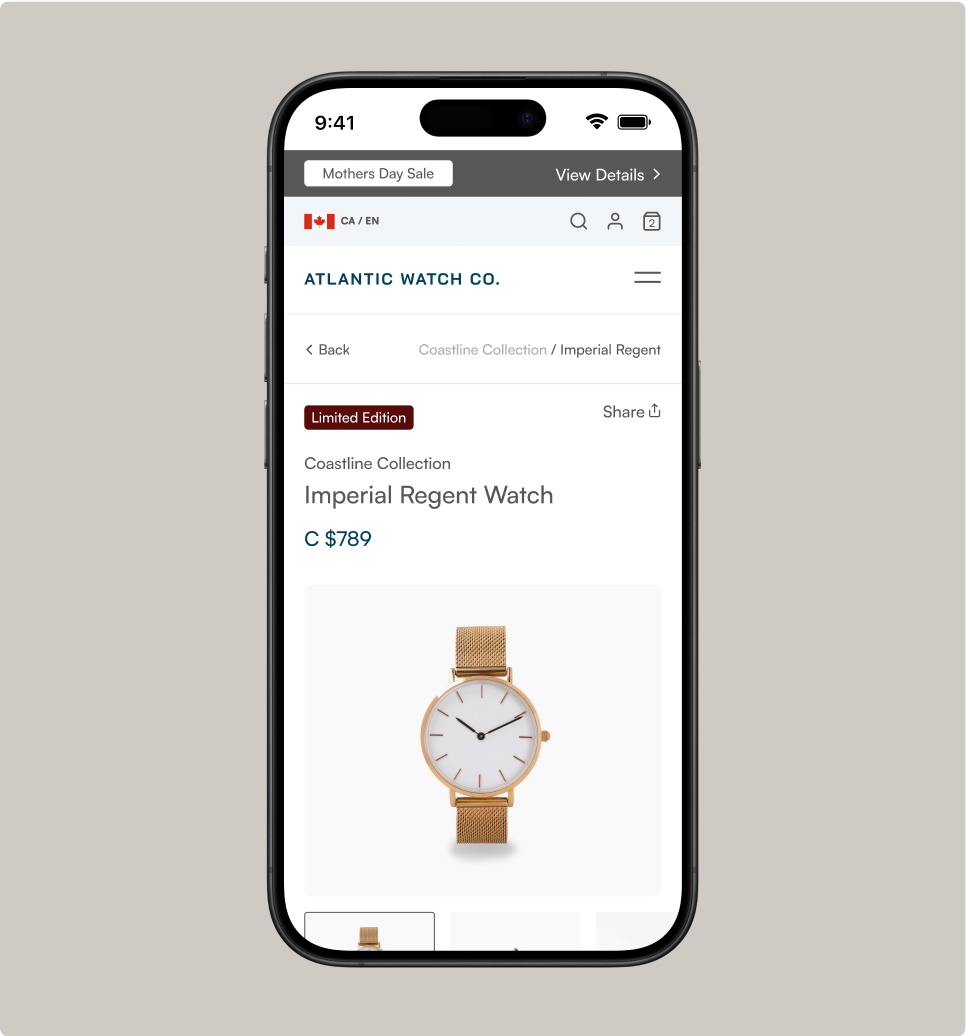 9:41
Mothers Day Sale View Details
CA / EN 2
ATLANTIC WATCH CO.
Back Coastline Collection / Imperial Regent
Limited Edition Share
Coastline Collection
Imperial Regent Watch
C $789